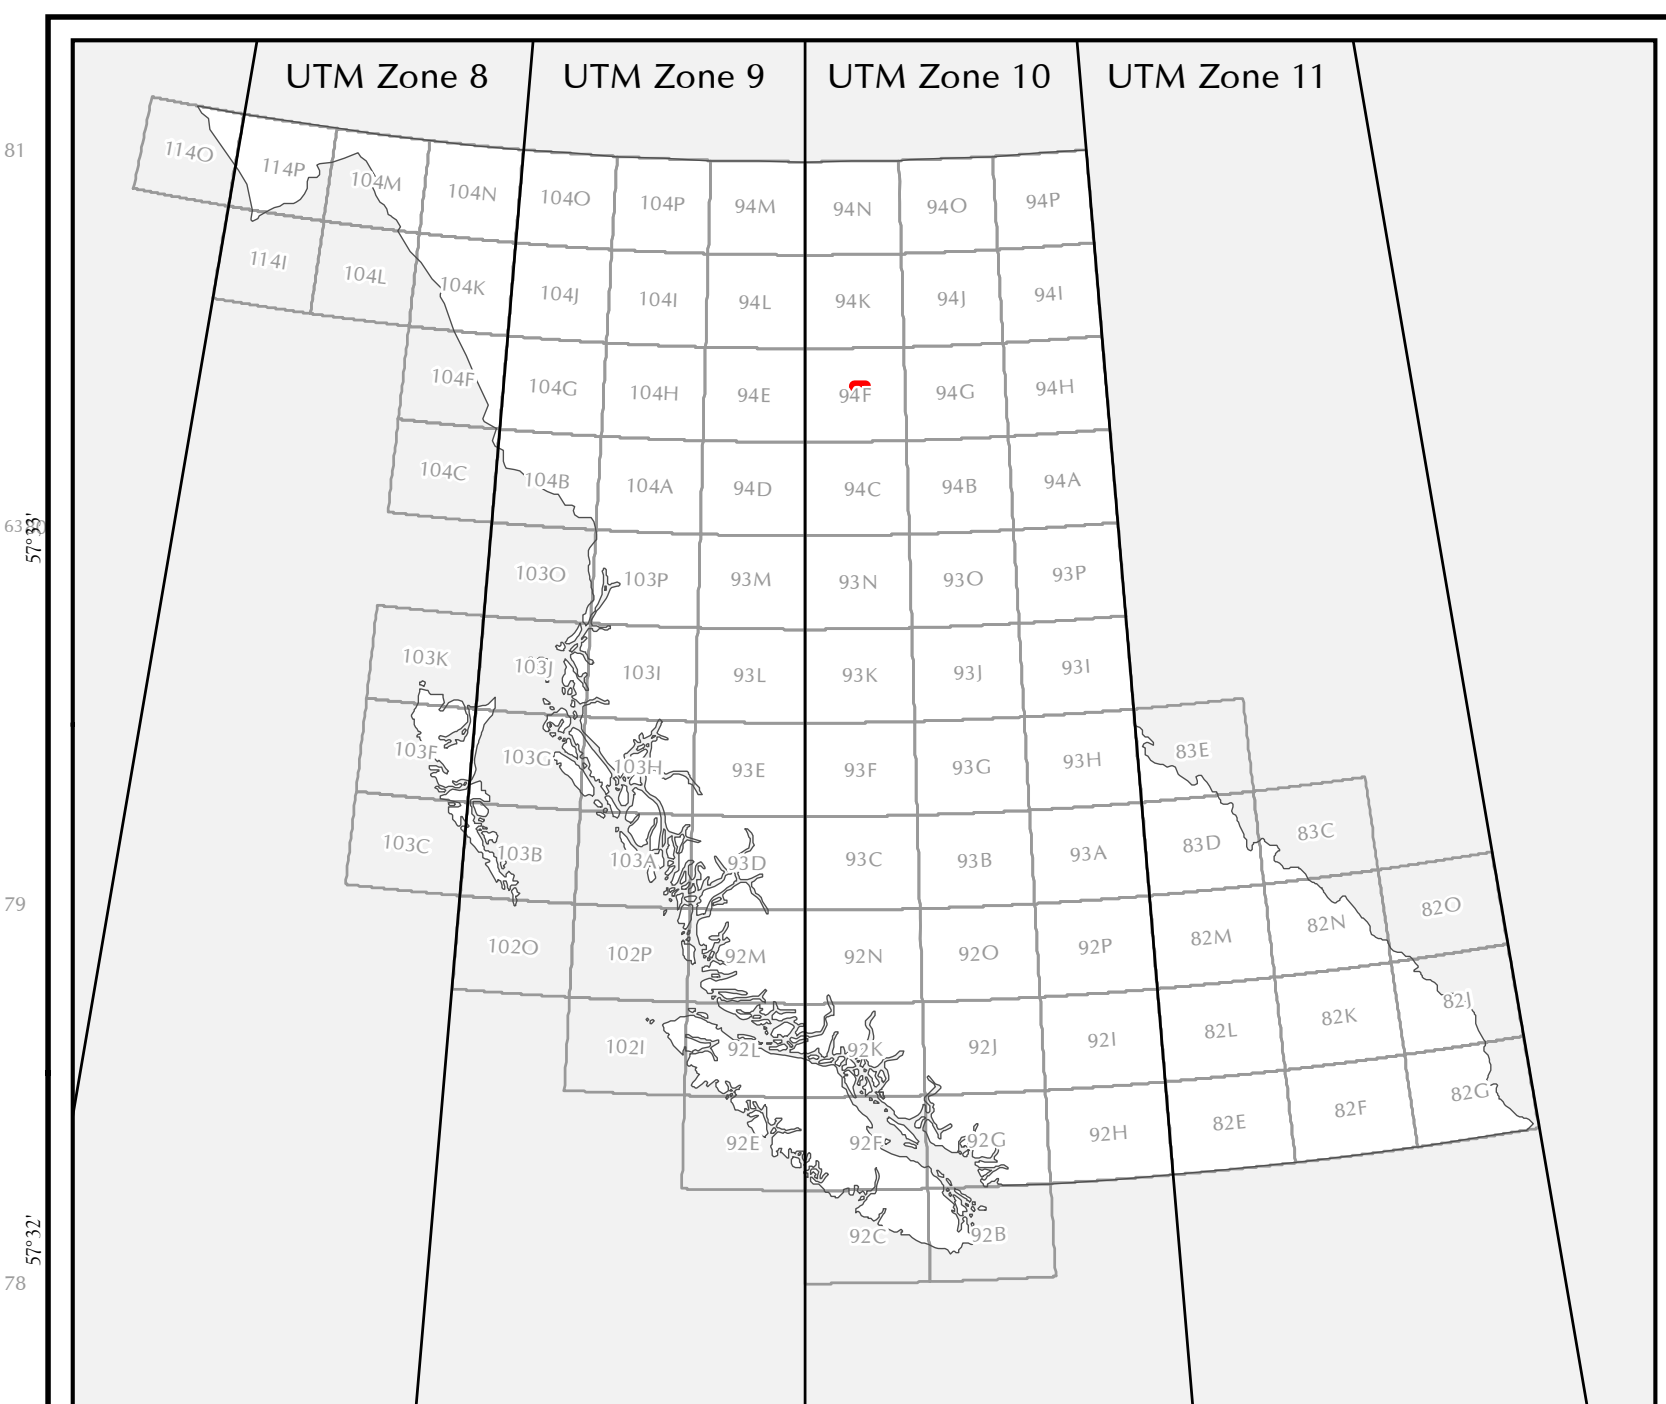 UTM Zone 8 UTM Zone 9 UTM Zone 10 UTM Zone 11
81
114O 114P 104M 104N 104O 104P 94M 94N 94O 94P
114I 104L 104K 104J 104I 94L 94K 94J 94I
104F 104G 104H 94E 94F 94G 94H
104C 104B 104A 94D 94C 94B 94A
57°33'
103O 103P 93M 93N 93O 93P
103K 103J 103I 93L 93K 93J 93I
103F 103G 103H 93E 93F 93G 93H 83E
103C 103B 103A 93D 93C 93B 93A 83D 83C
79
102O 102P 92M 92N 92O 92P 82M 82N 82O
102I 92L 92K 92J 92I 82L 82K 82J
92E 92F 92G 92H 82E 82F 82G
57°32'
92C 92B
78